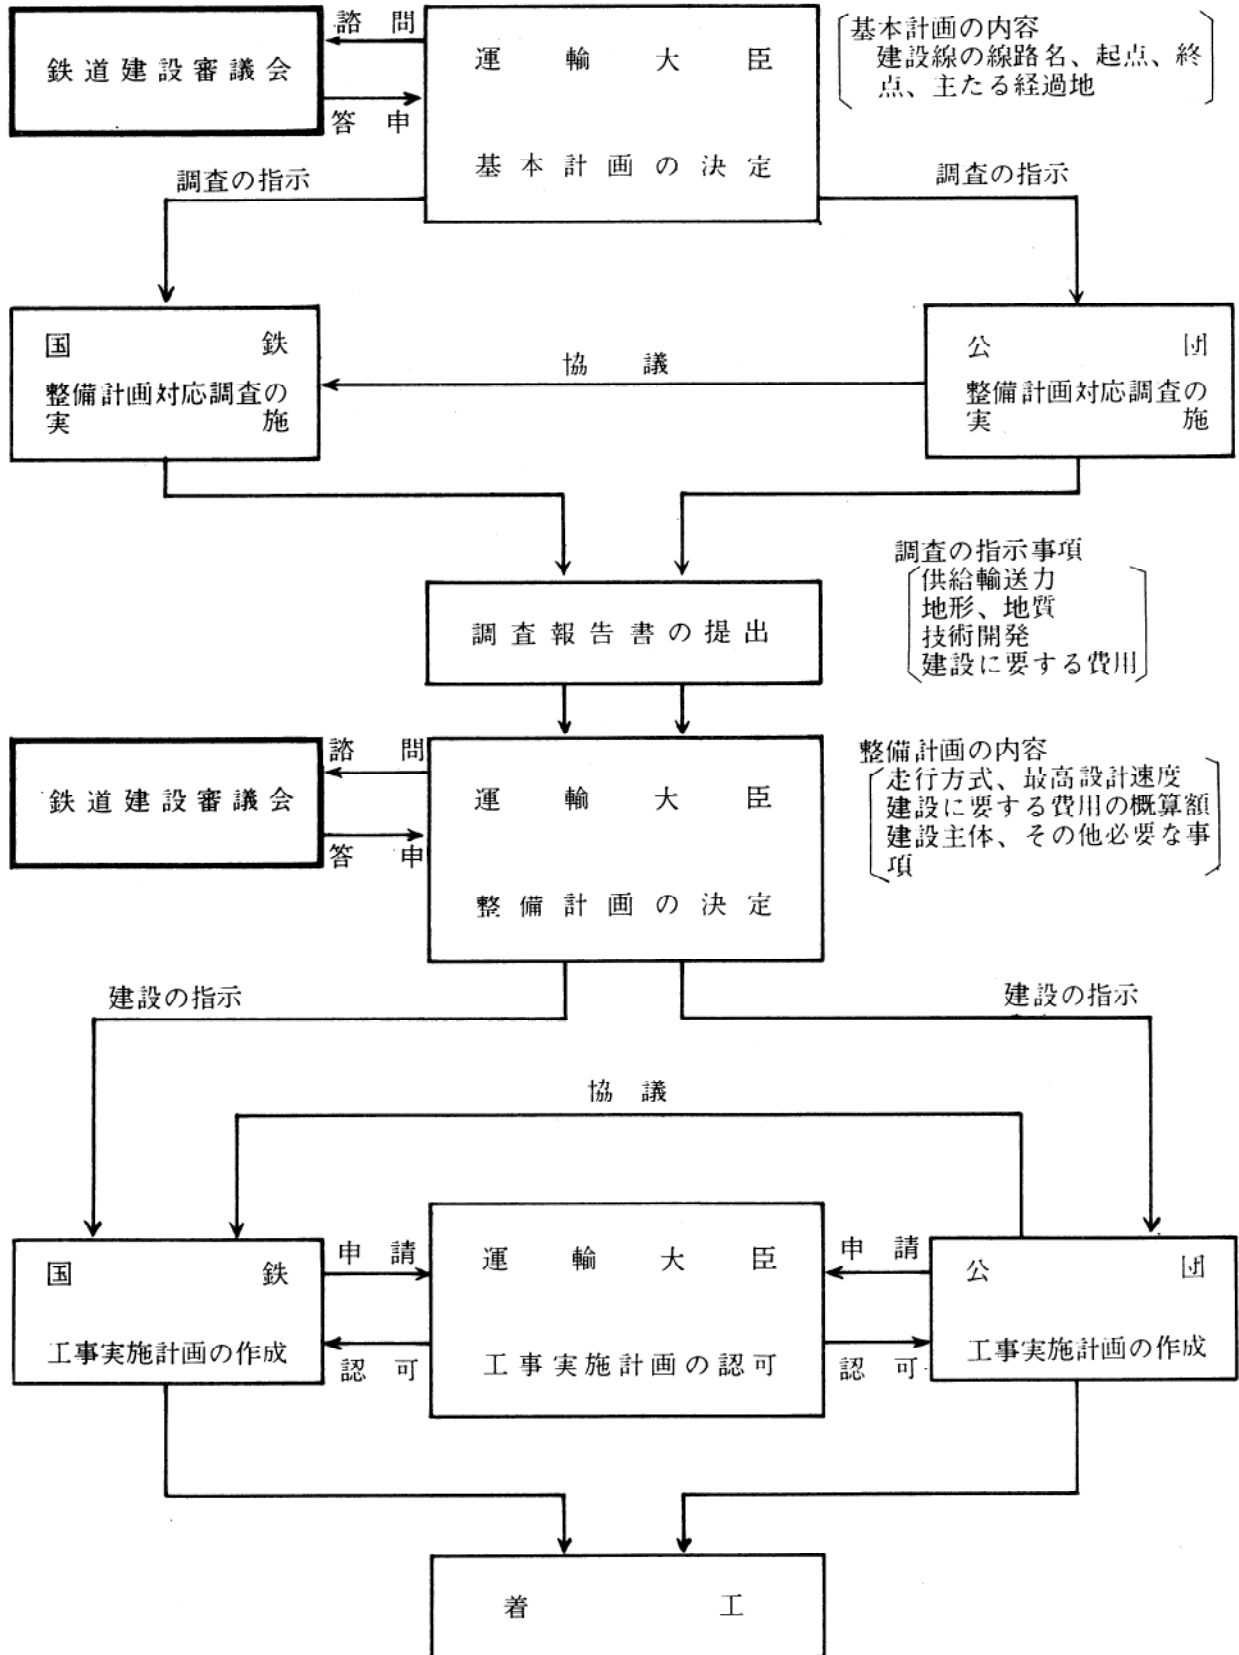 諮問
鉄道建設審議会
答申
運輸大臣
基本計画の決定
基本計画の内容
建設線の線路名、起点、終
点、主たる経過地
調査の指示
調査の指示
国鉄
整備計画対応調査の
実施
協議
公団
整備計画対応調査の
実施
調査の指示事項
供給輸送力
地形、地質
技術開発
建設に要する費用
調査報告書の提出
諮問
鉄道建設審議会
答申
運輸大臣
整備計画の決定
整備計画の内容
走行方式、最高設計速度
建設に要する費用の概算額
建設主体、その他必要な事
項
建設の指示
建設の指示
協議
国鉄
工事実施計画の作成
申請
認可
運輸大臣
工事実施計画の認可
申請
認可
公団
工事実施計画の作成
着工